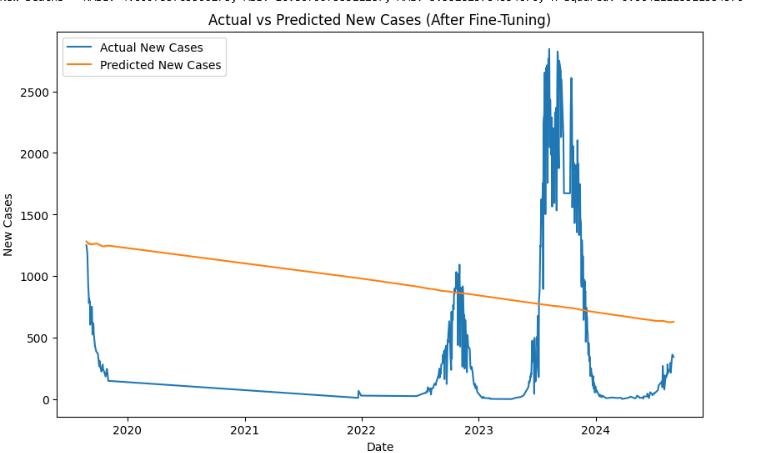 Actual vs Predicted New Cases (After Fine-Tuning)
Actual New Cases
Predicted New Cases
New Cases
2500
2000
1500
1000
500
0
2020
2021
2022
2023
2024
Date